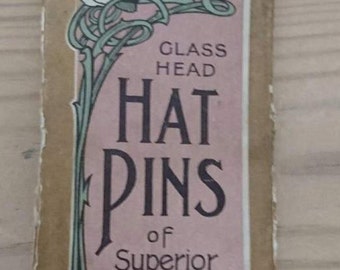 GLASS
HEAD
HAT
PINS
OF
Superior